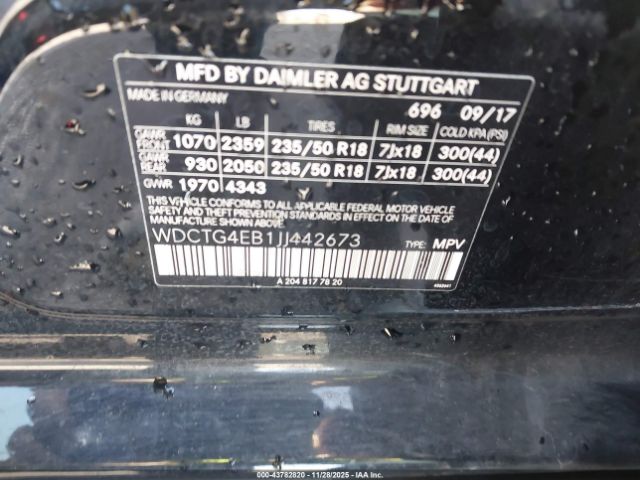 MFD BY DAIMLER AG STUTTGART
MADE IN GERMANY 696 09/17
KG LB TIRES RIM SIZE COLD KPA (PSI)
GAWR FRONT 1070 2359 235/50 R18 7Jx18 300(44)
GAWR REAR 930 2050 235/50 R18 7Jx18 300(44)
GVWR 1970 4343
THIS VEHICLE CONFORMS TO ALL APPLICABLE FEDERAL MOTOR VEHICLE
SAFETY AND THEFT PREVENTION STANDARDS IN EFFECT ON THE DATE OF
MANUFACTURE SHOWN ABOVE.
WDCTG4EB1JJ442673 TYPE: MPV
A 204 817 78 20
000-43782820 11/28/2025 IAA Inc.